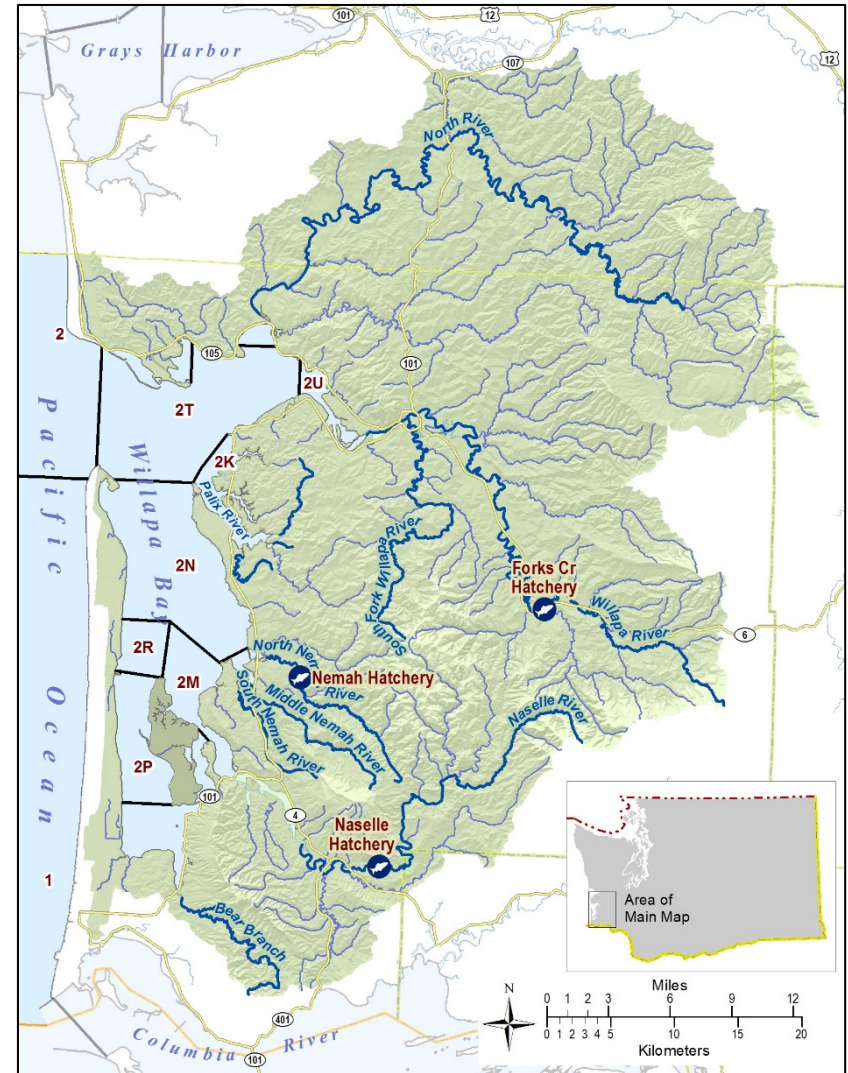 101
12
12
Grays Harbor
107
North River
2
105
101
2U
2T
2K
Pacific Ocean
Willapa Bay
Palix River
2N
South Fork Willapa River
Forks Cr
Hatchery
Willapa River
6
2R
North Nemah River
Nemah Hatchery
2M
Middle Nemah River
South Nemah River
Naselle River
2P
101
4
Naselle
Hatchery
1
Bear Branch
Area of
Main Map
401
Columbia River
101
N
Miles
0 1 2 3 6 9 12
0 1 2 3 4 5 10 15 20
Kilometers